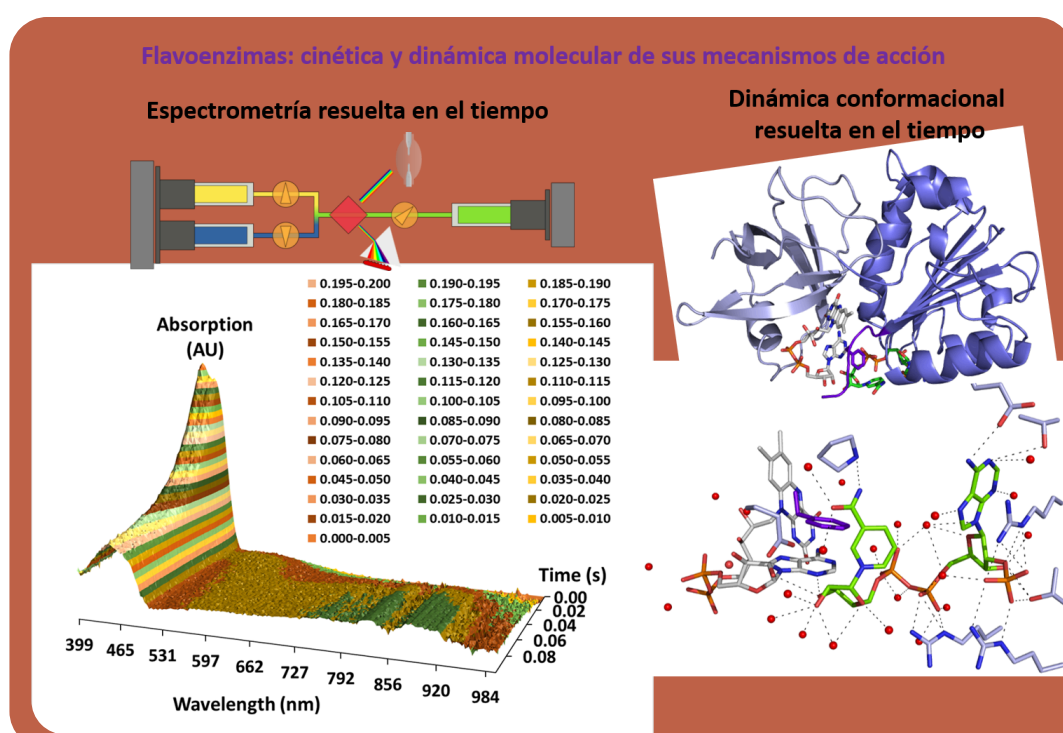 Flavoenzimas: cinética y dinámica molecular de sus mecanismos de acción
Espectrometría resuelta en el tiempo
Dinámica conformacional
resuelta en el tiempo
Absorption
(AU)
0.195-0.200 0.190-0.195 0.185-0.190
0.180-0.185 0.175-0.180 0.170-0.175
0.165-0.170 0.160-0.165 0.155-0.160
0.150-0.155 0.145-0.150 0.140-0.145
0.135-0.140 0.130-0.135 0.125-0.130
0.120-0.125 0.115-0.120 0.110-0.115
0.105-0.110 0.100-0.105 0.095-0.100
0.090-0.095 0.085-0.090 0.080-0.085
0.075-0.080 0.070-0.075 0.065-0.070
0.060-0.065 0.055-0.060 0.050-0.055
0.045-0.050 0.040-0.045 0.035-0.040
0.030-0.035 0.025-0.030 0.020-0.025
0.015-0.020 0.010-0.015 0.005-0.010
0.000-0.005
Time (s)
0.00
0.02
0.04
0.06
0.08
399 465 531 597 662 727 792 856 920 984
Wavelength (nm)